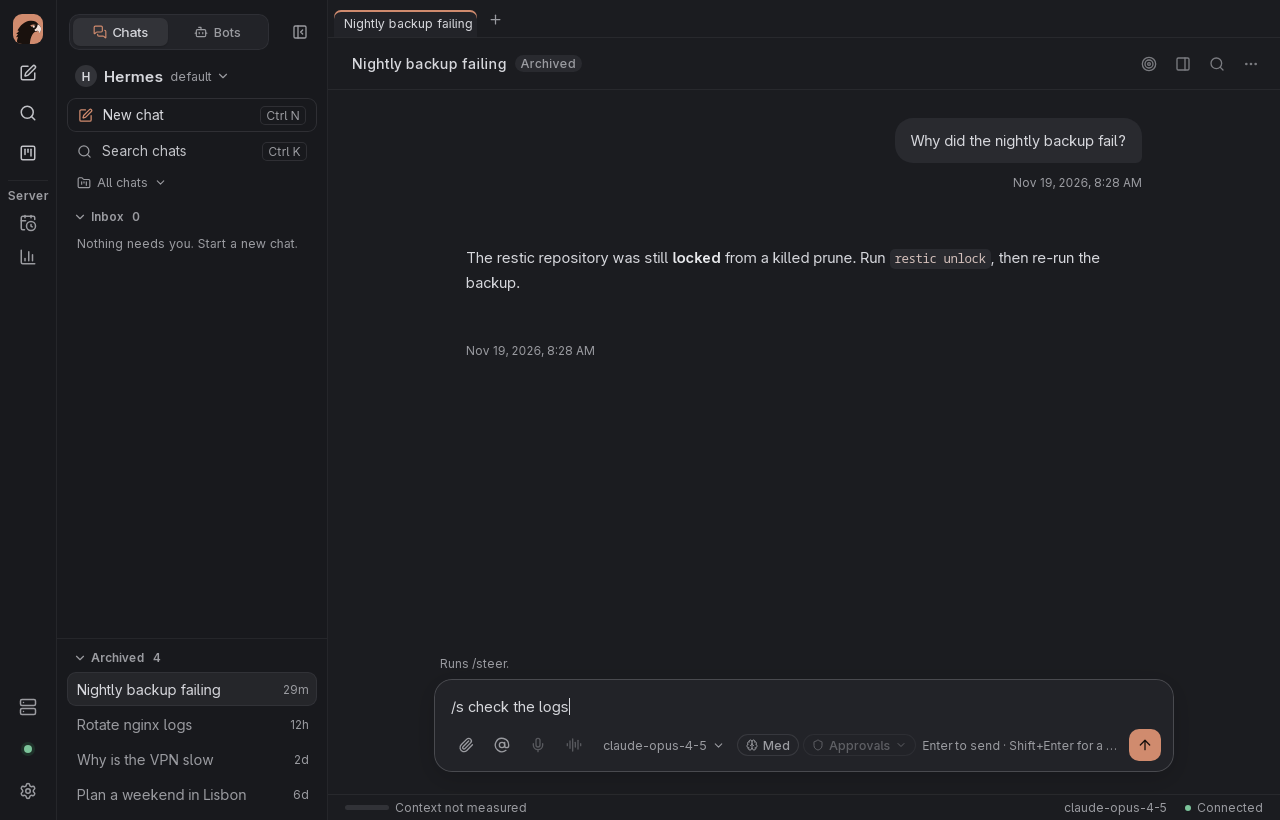 Chats
Bots
Nightly backup failing
H
Hermes default
Nightly backup failing Archived
New chat Ctrl N
Search chats Ctrl K
Why did the nightly backup fail?
All chats
Nov 19, 2026, 8:28 AM
Server
Inbox 0
Nothing needs you. Start a new chat.
The restic repository was still locked from a killed prune. Run restic unlock, then re-run the
backup.
Nov 19, 2026, 8:28 AM
Archived 4
Runs /steer.
Nightly backup failing 29m
Rotate nginx logs 12h
Why is the VPN slow 2d
Plan a weekend in Lisbon 6d
/s check the logs
claude-opus-4-5
Med
Approvals
Enter to send · Shift+Enter for a …
Context not measured
claude-opus-4-5
Connected